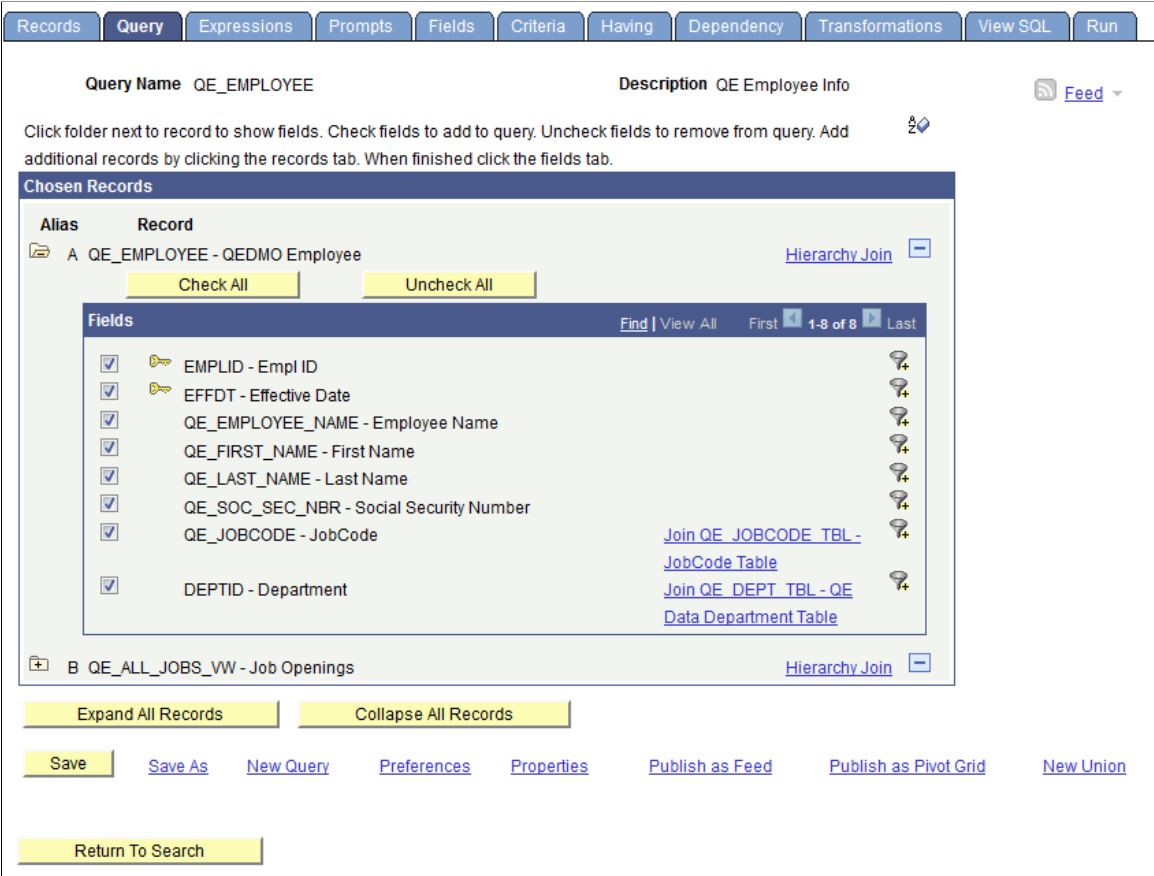 Records Query Expressions Prompts Fields Criteria Having Dependency Transformations View SQL Run
Query Name QE_EMPLOYEE Description QE Employee Info Feed
Click folder next to record to show fields. Check fields to add to query. Uncheck fields to remove from query. Add
additional records by clicking the records tab. When finished click the fields tab.
Chosen Records
Alias Record
A QE_EMPLOYEE - QEDMO Employee Hierarchy Join
Check All Uncheck All
Fields Find | View All First 1-8 of 8 Last
EMPLID - Empl ID
EFFDT - Effective Date
QE_EMPLOYEE_NAME - Employee Name
QE_FIRST_NAME - First Name
QE_LAST_NAME - Last Name
QE_SOC_SEC_NBR - Social Security Number
QE_JOBCODE - JobCode Join QE_JOBCODE_TBL -
JobCode Table
DEPTID - Department Join QE_DEPT_TBL - QE
Data Department Table
B QE_ALL_JOBS_VW - Job Openings Hierarchy Join
Expand All Records Collapse All Records
Save Save As New Query Preferences Properties Publish as Feed Publish as Pivot Grid New Union
Return To Search